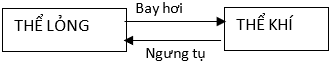 Bay hơi
THỂ LỎNG
THỂ KHÍ
Ngưng tụ